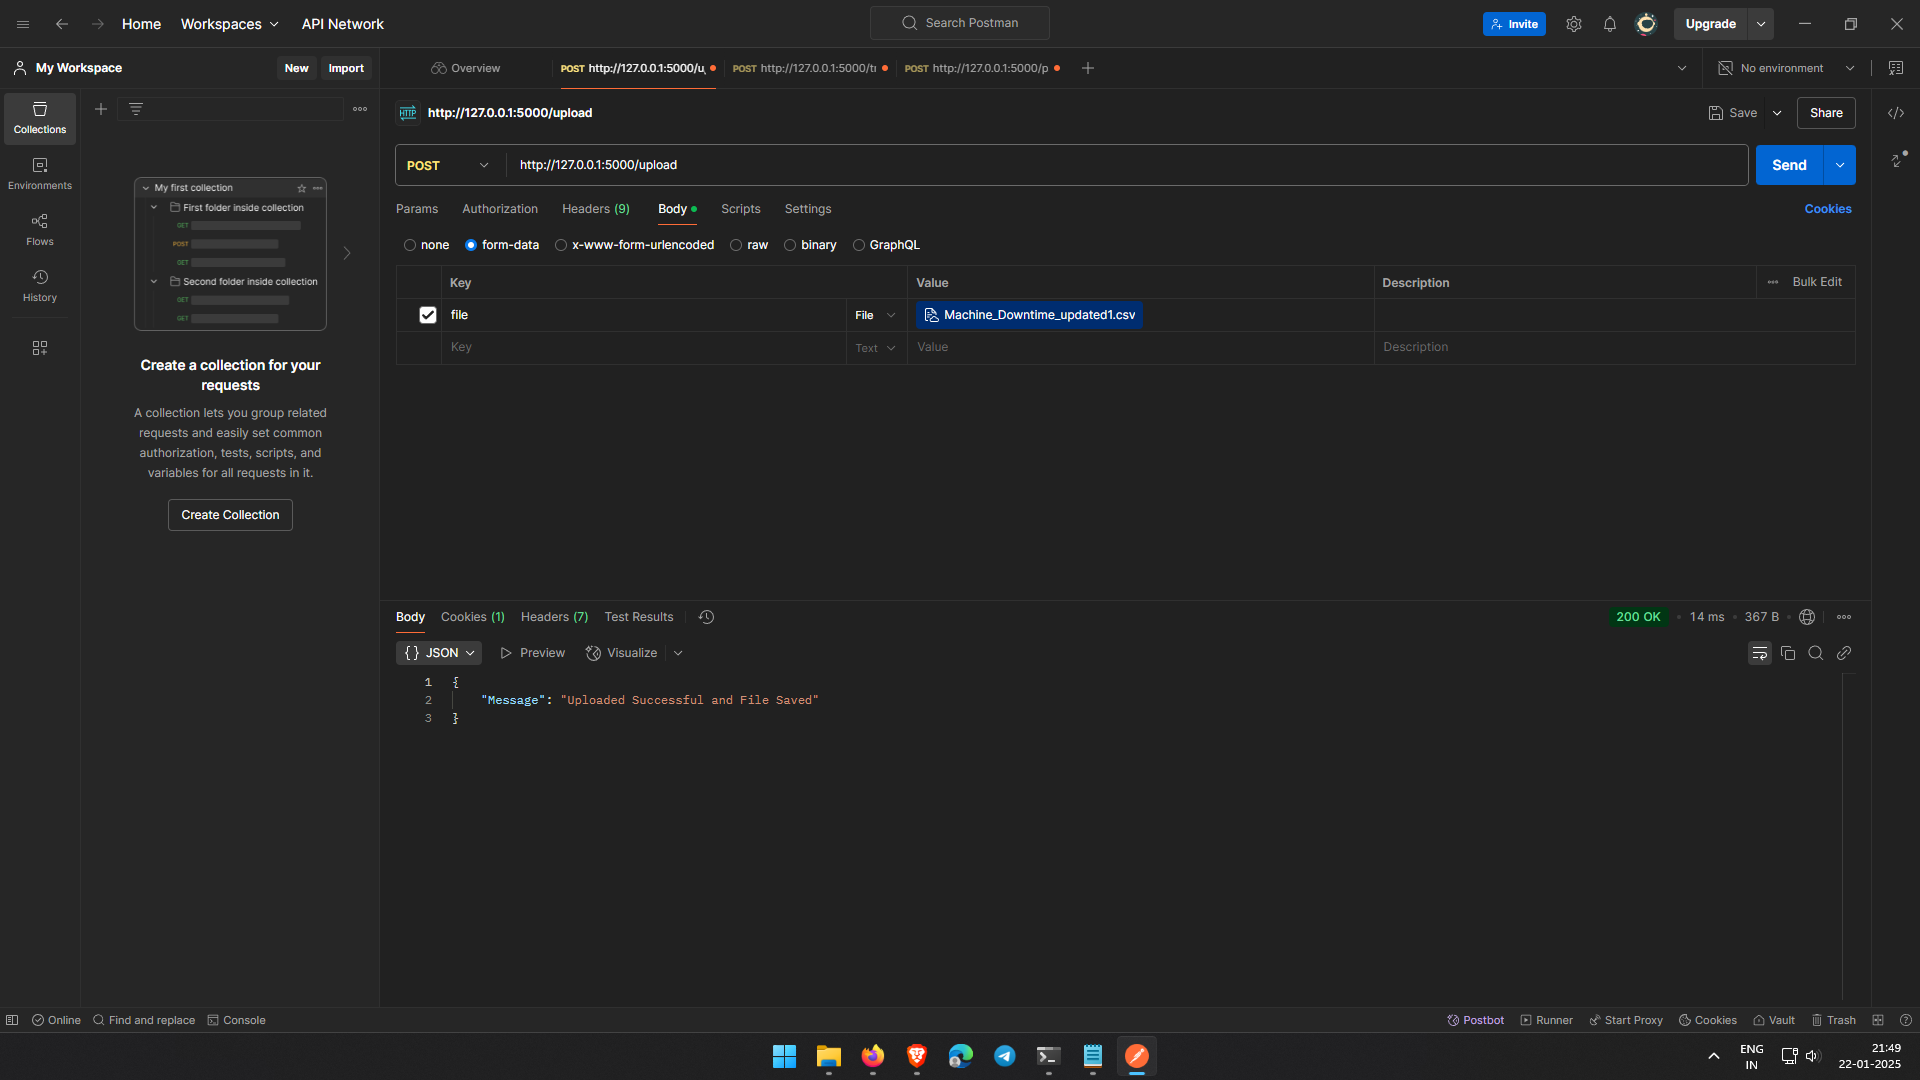 Home
Workspaces
API Network
Search Postman
Invite
Upgrade
My Workspace
New
Import
Overview
POST http://127.0.0.1:5000/u
POST http://127.0.0.1:5000/t
POST http://127.0.0.1:5000/p
No environment
Collections
Environments
Flows
History
My first collection
First folder inside collection
GET
POST
GET
Second folder inside collection
GET
GET
Create a collection for your
requests
A collection lets you group related
requests and easily set common
authorization, tests, scripts, and
variables for all requests in it.
Create Collection
HTTP
http://127.0.0.1:5000/upload
Save
Share
POST
http://127.0.0.1:5000/upload
Send
Params
Authorization
Headers (9)
Body
Scripts
Settings
Cookies
none
form-data
x-www-form-urlencoded
raw
binary
GraphQL
Key
Value
Description
Bulk Edit
file
File
Machine_Downtime_updated1.csv
Key
Text
Value
Description
Body
Cookies (1)
Headers (7)
Test Results
200 OK
14 ms
367 B
{} JSON
Preview
Visualize
1 {
2 "Message": "Uploaded Successful and File Saved"
3 }
Online
Find and replace
Console
Postbot
Runner
Start Proxy
Cookies
Vault
Trash
ENG
IN
21:49
22-01-2025